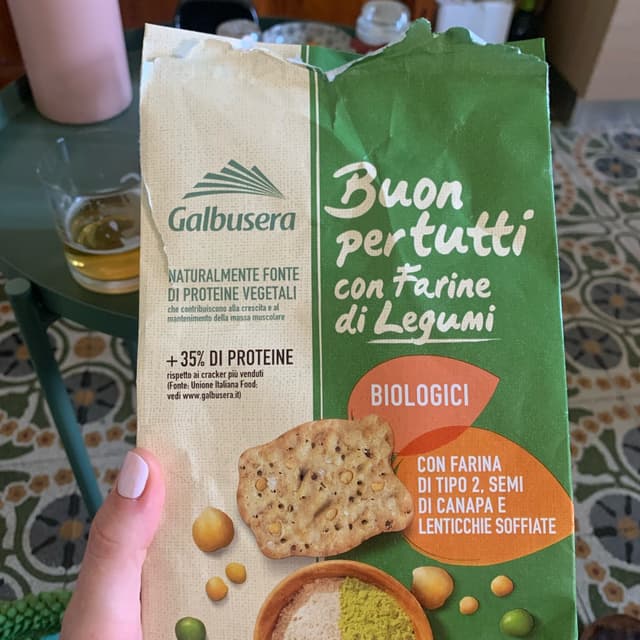 Galbusera
NATURALMENTE FONTE
DI PROTEINE VEGETALI
che contribuiscono alla crescita e al
mantenimento della massa muscolare
+35% DI PROTEINE
rispetto ai cracker più venduti
(Fonte: Unione Italiana Food;
vedi www.galbusera.it)
Buon
per tutti
con Farine
di Legumi
BIOLOGICI
CON FARINA
DI TIPO 2, SEMI
DI CANAPA E
LENTICCHIE SOFFIATE